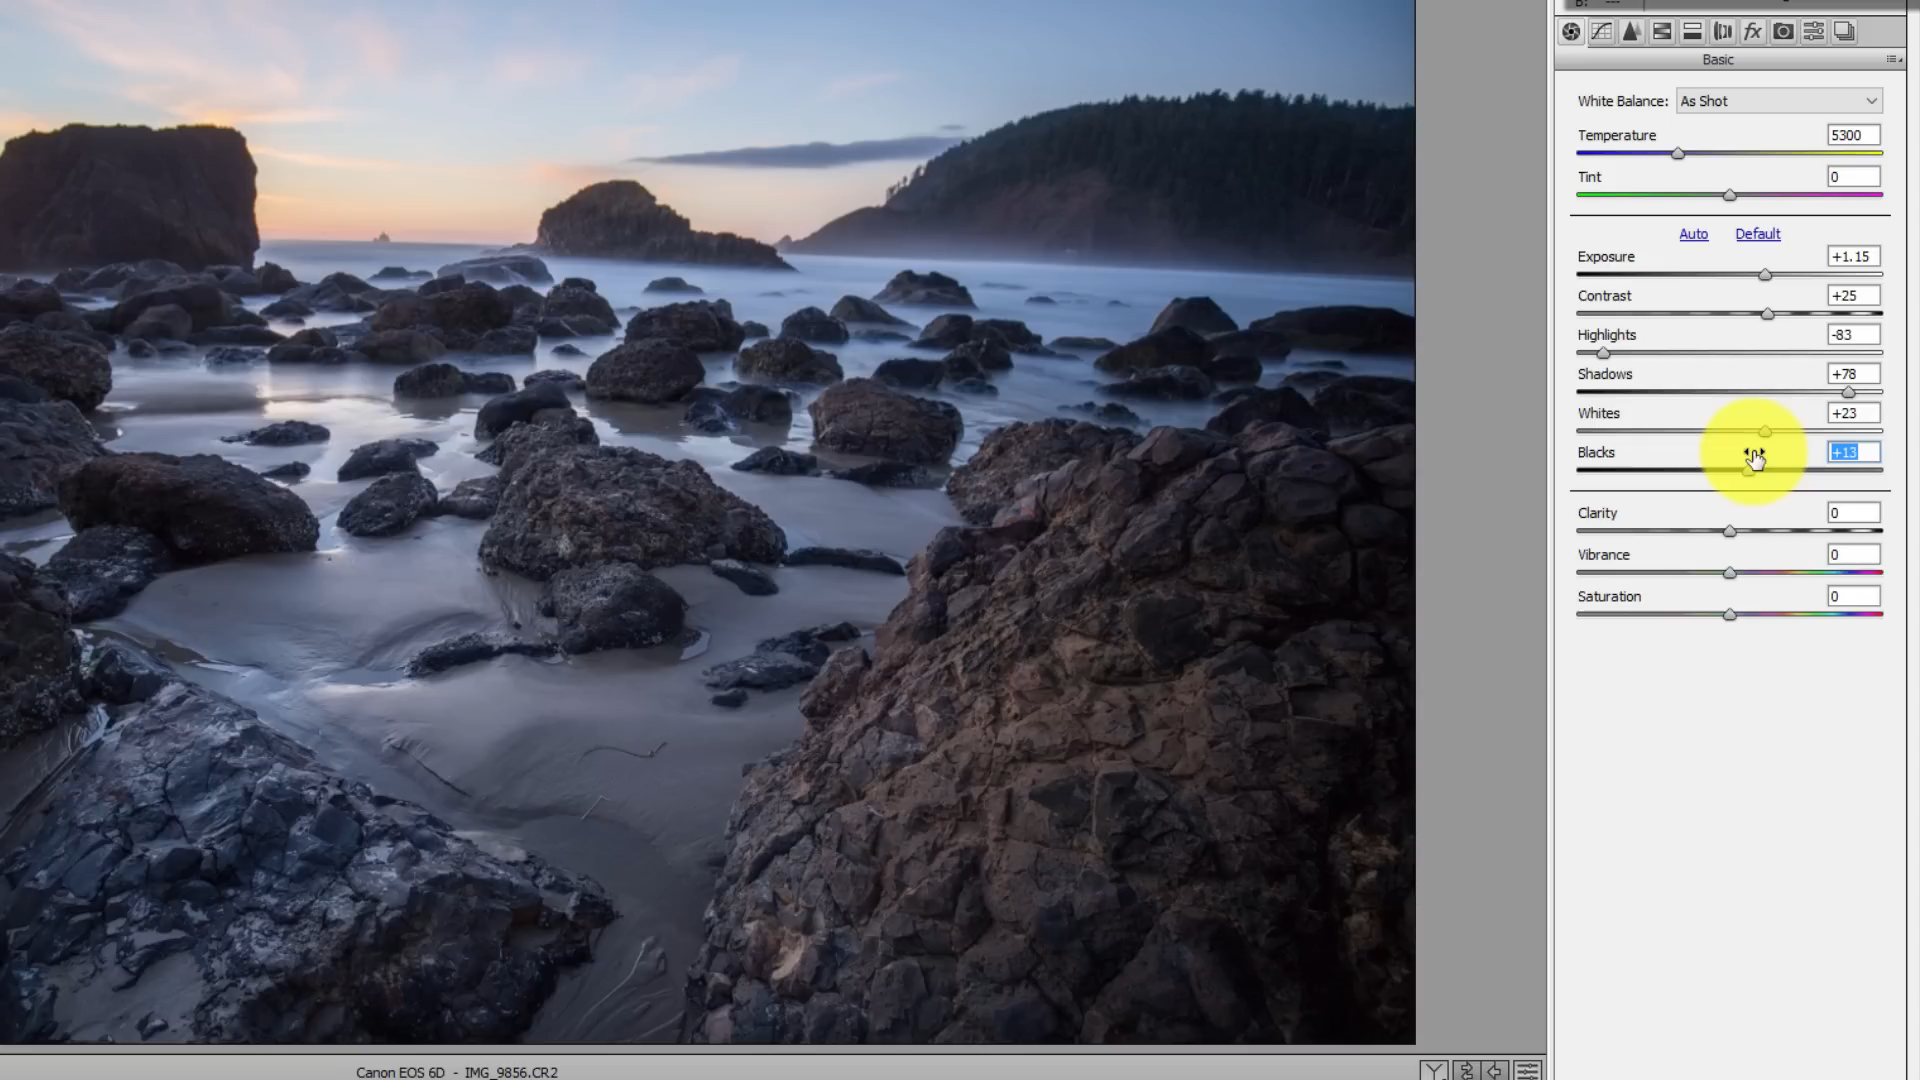 B: ---
fx
Basic
White Balance: As Shot
Temperature 5300
Tint 0
Auto Default
Exposure +1.15
Contrast +25
Highlights -83
Shadows +78
Whites +23
Blacks +13
Clarity 0
Vibrance 0
Saturation 0
Canon EOS 6D - IMG_9856.CR2
Y